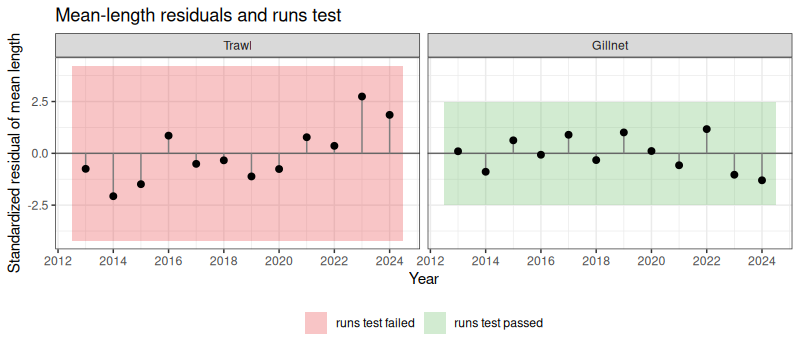 Mean-length residuals and runs test
Trawl
Gillnet
Standardized residual of mean length
2.5
0.0
-2.5
2012 2014 2016 2018 2020 2022 2024
2012 2014 2016 2018 2020 2022 2024
Year
runs test failed
runs test passed